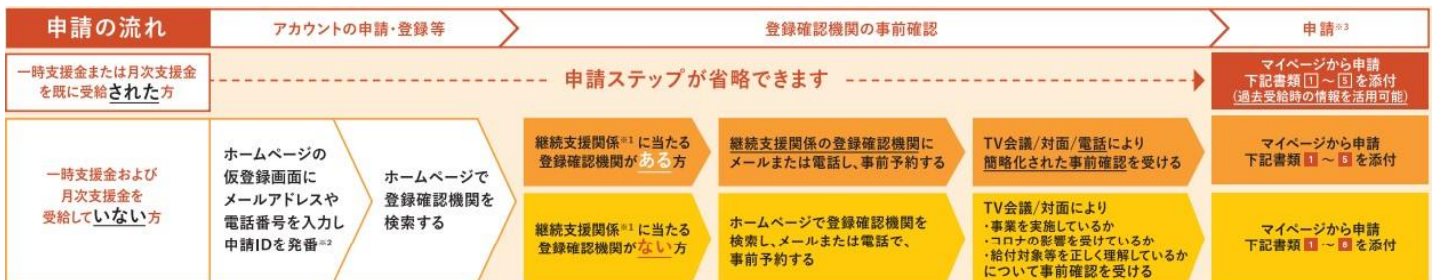 申請の流れ
アカウントの申請・登録等
登録確認機関の事前確認
申請※3
一時支援金または月次支援金
を既に受給された方
申請ステップが省略できます
マイページから申請
下記書類1～5を添付
(過去受給時の情報を活用可能)
一時支援金および
月次支援金を
受給していない方
ホームページの
仮登録画面に
メールアドレスや
電話番号を入力し
申請IDを発番※2
ホームページで
登録確認機関を
検索する
継続支援関係※1に当たる
登録確認機関がある方
継続支援関係の登録確認機関に
メールまたは電話し、事前予約する
TV会議/対面/電話により
簡略化された事前確認を受ける
マイページから申請
下記書類1～5を添付
継続支援関係※1に当たる
登録確認機関がない方
ホームページで登録確認機関を
検索し、メールまたは電話で、
事前予約する
TV会議/対面により
・事業を実施しているか
・コロナの影響を受けているか
・給付対象等を正しく理解しているか
について事前確認を受ける
マイページから申請
下記書類1～8を添付